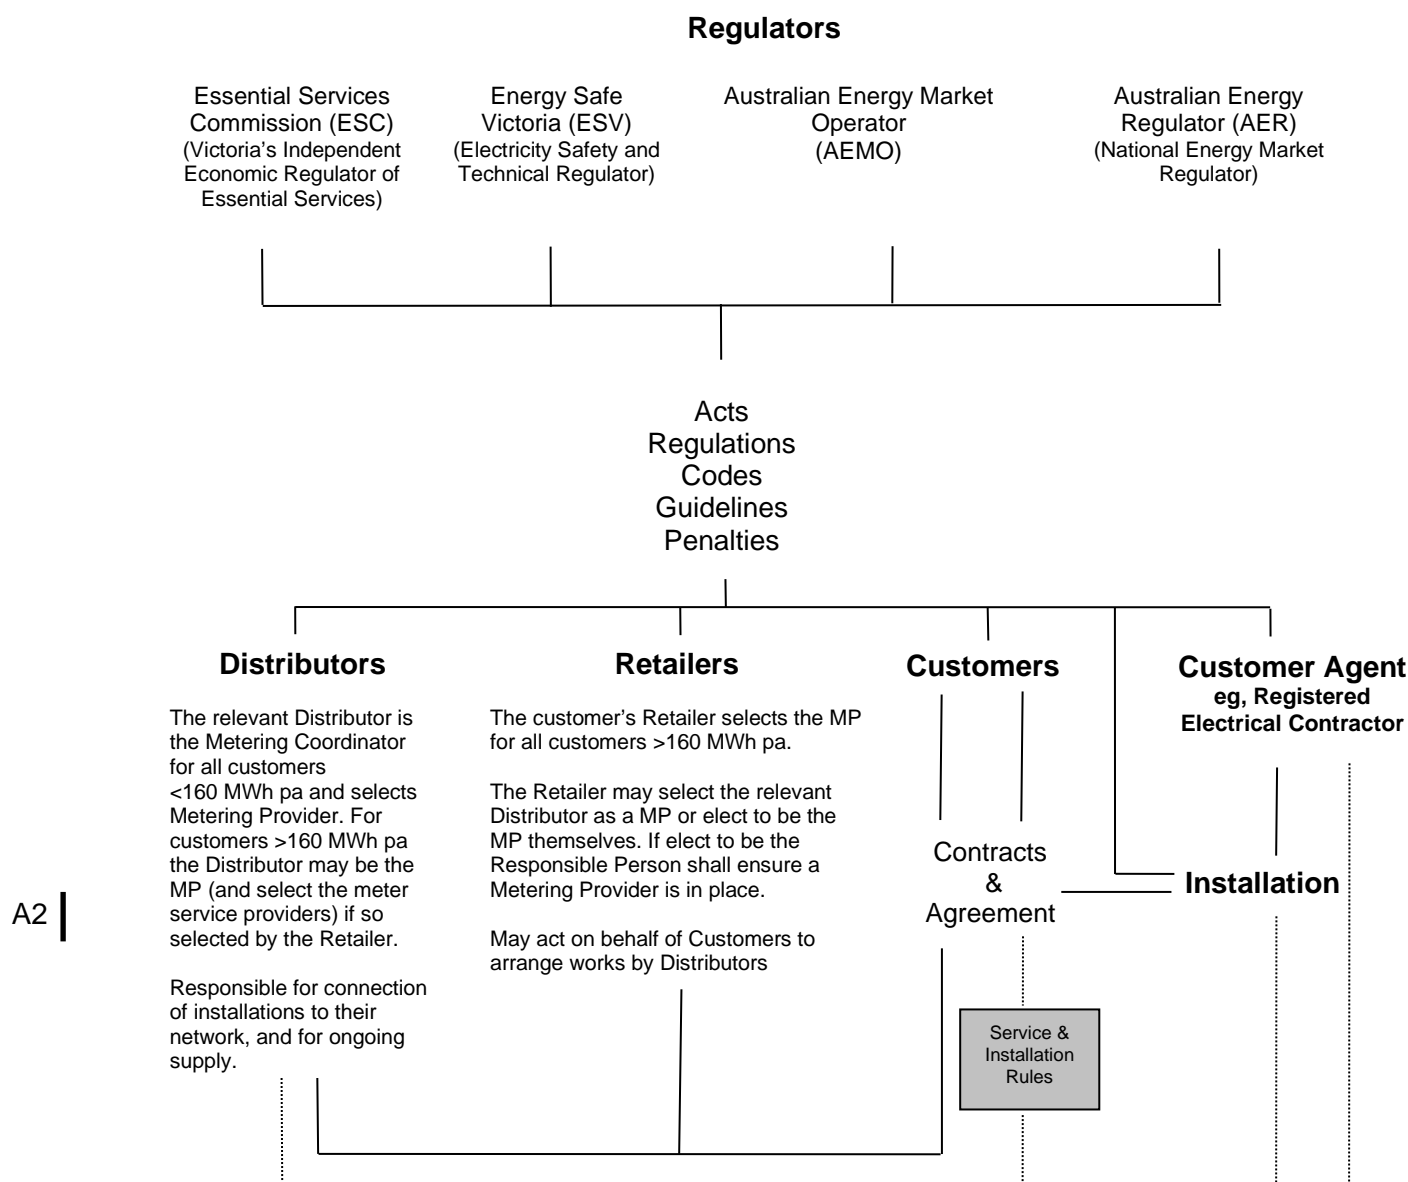 Regulators
Essential Services
Commission (ESC)
(Victoria's Independent
Economic Regulator of
Essential Services)
Energy Safe
Victoria (ESV)
(Electricity Safety and
Technical Regulator)
Australian Energy Market
Operator
(AEMO)
Australian Energy
Regulator (AER)
(National Energy Market
Regulator)
Acts
Regulations
Codes
Guidelines
Penalties
Distributors
The relevant Distributor is
the Metering Coordinator
for all customers
<160 MWh pa and selects
Metering Provider. For
customers >160 MWh pa
the Distributor may be the
MP (and select the meter
service providers) if so
selected by the Retailer.
Responsible for connection
of installations to their
network, and for ongoing
supply.
Retailers
The customer's Retailer selects the MP
for all customers >160 MWh pa.
The Retailer may select the relevant
Distributor as a MP or elect to be the
MP themselves. If elect to be the
Responsible Person shall ensure a
Metering Provider is in place.
May act on behalf of Customers to
arrange works by Distributors
Customers
Contracts
&
Agreement
Service &
Installation
Rules
Customer Agent
eg, Registered
Electrical Contractor
Installation
A2